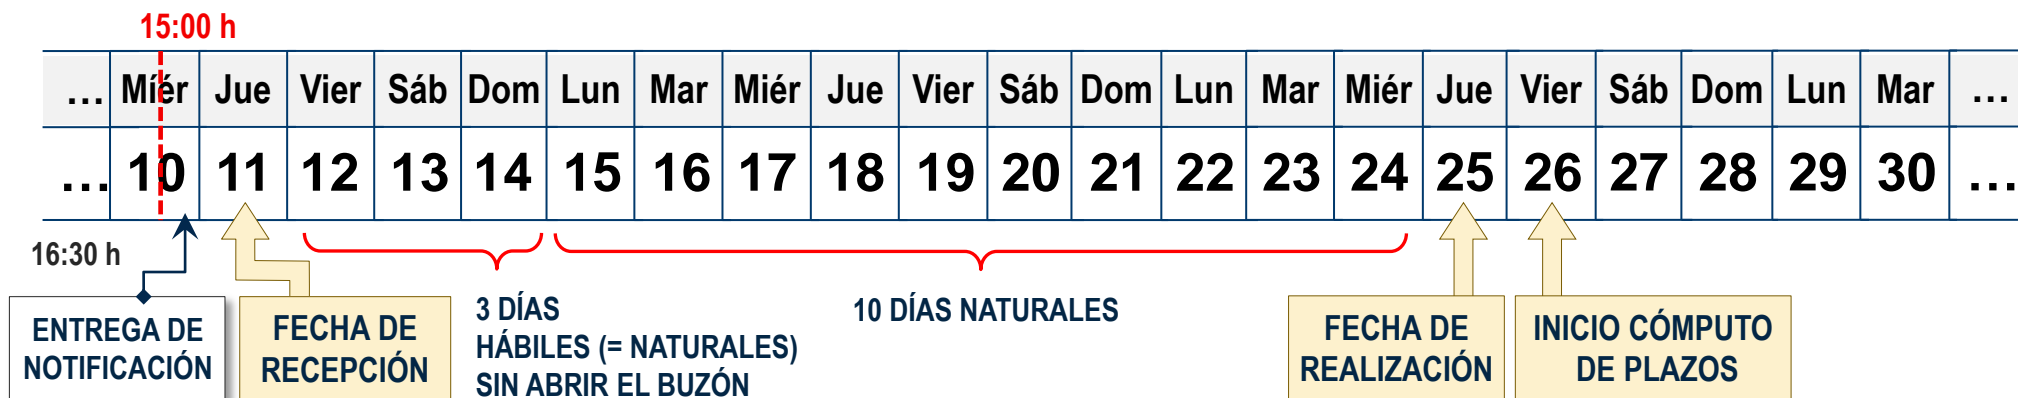 15:00 h
... Míér Jue Vier Sáb Dom Lun Mar Miér Jue Vier Sáb Dom Lun Mar Miér Jue Vier Sáb Dom Lun Mar ...
... 10 11 12 13 14 15 16 17 18 19 20 21 22 23 24 25 26 27 28 29 30 ...
16:30 h
ENTREGA DE
NOTIFICACIÓN
FECHA DE
RECEPCIÓN
3 DÍAS
HÁBILES (= NATURALES)
SIN ABRIR EL BUZÓN
10 DÍAS NATURALES
FECHA DE
REALIZACIÓN
INICIO CÓMPUTO
DE PLAZOS